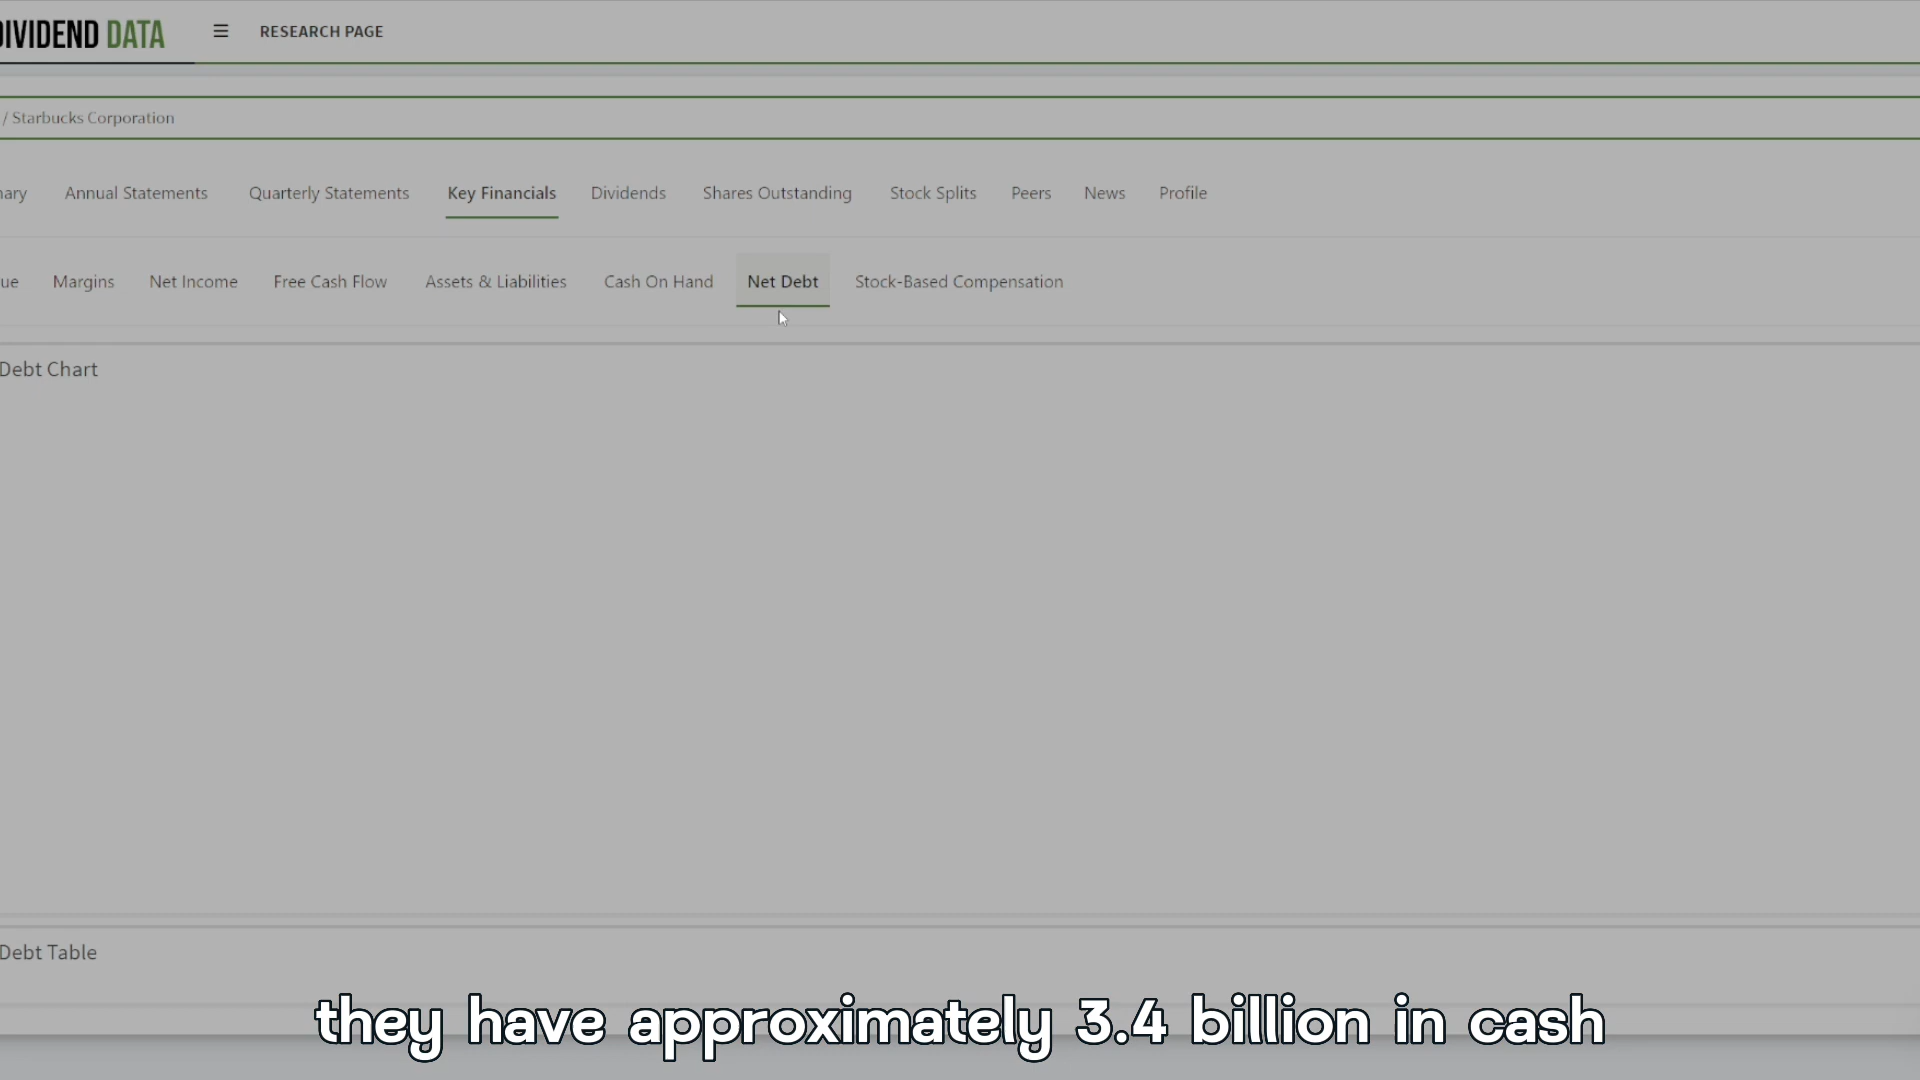 DIVIDEND DATA
RESEARCH PAGE
/ Starbucks Corporation
Annual Statements Quarterly Statements Key Financials Dividends Shares Outstanding Stock Splits Peers News Profile
Margins Net Income Free Cash Flow Assets & Liabilities Cash On Hand Net Debt Stock-Based Compensation
Debt Chart
Debt Table
they have approximately 3.4 billion in cash